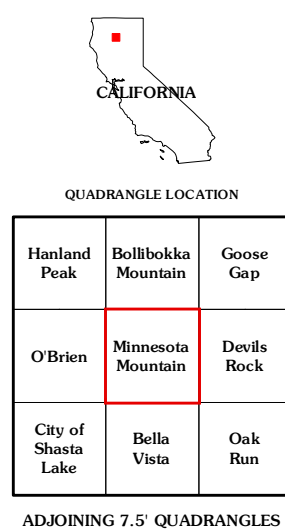 CALIFORNIA
QUADRANGLE LOCATION
Hanland
Peak
Bollibokka
Mountain
Goose
Gap
O'Brien
Minnesota
Mountain
Devils
Rock
City of
Shasta
Lake
Bella
Vista
Oak
Run
ADJOINING 7.5' QUADRANGLES